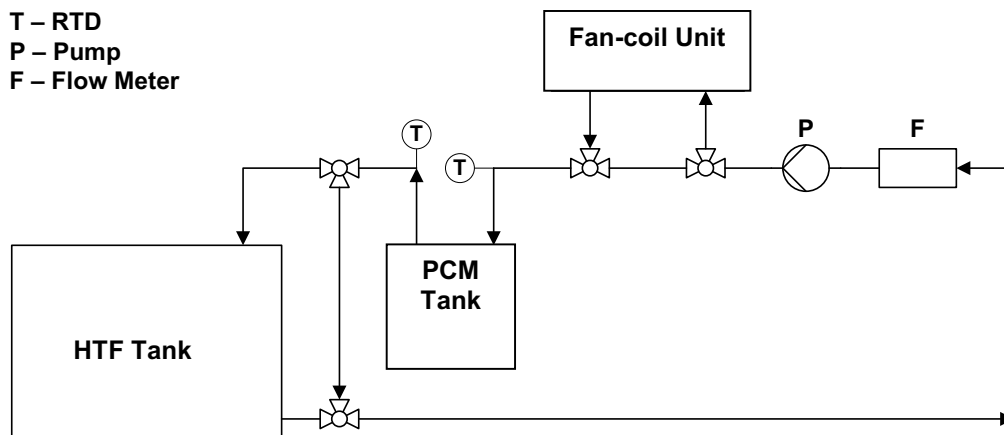 T – RTD
P – Pump
F – Flow Meter
Fan-coil Unit
P
F
T
T
PCM
Tank
HTF Tank